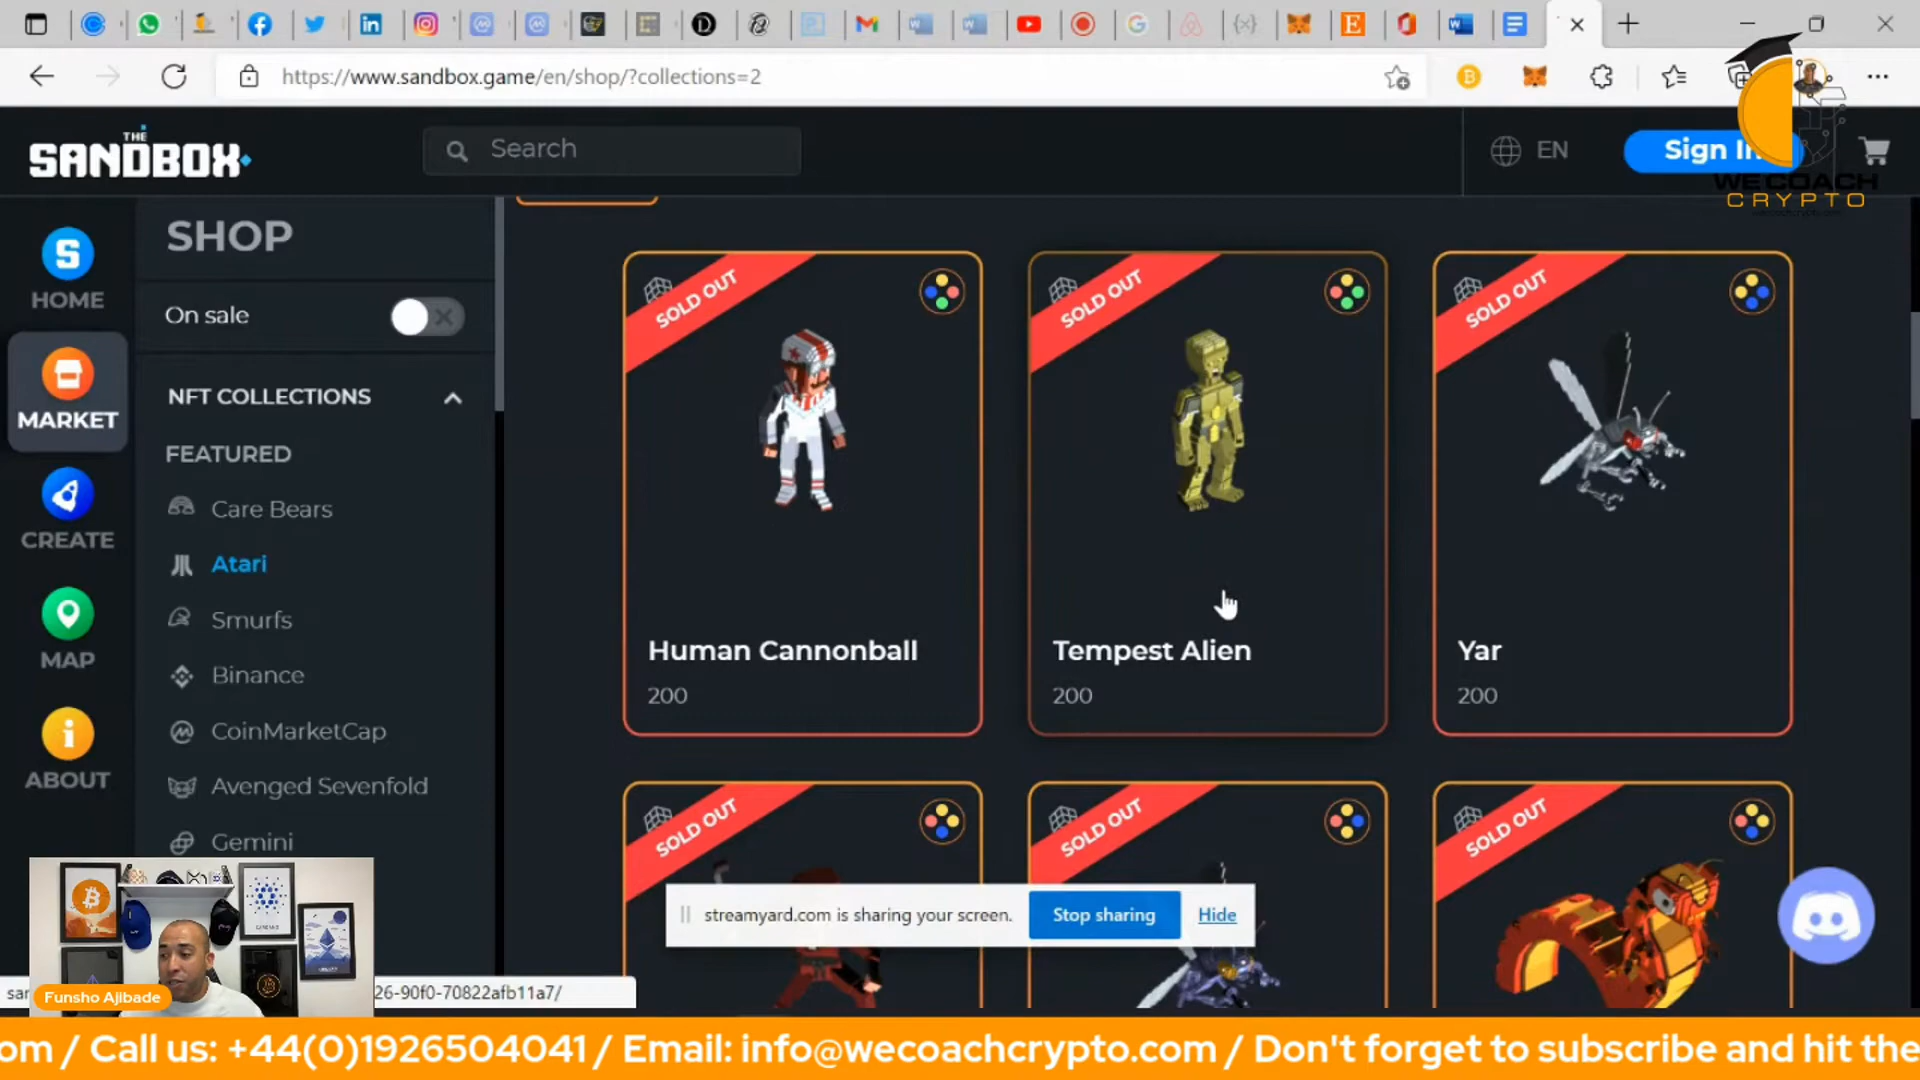 https://www.sandbox.game/en/shop/?collections=2
THE
SANDBOX
Search
EN
Sign In
WE COACH
CRYPTO
HOME
MARKET
CREATE
MAP
ABOUT
SHOP
On sale
NFT COLLECTIONS
FEATURED
Care Bears
Atari
Smurfs
Binance
CoinMarketCap
Avenged Sevenfold
Gemini
SOLD OUT
Human Cannonball
200
SOLD OUT
Tempest Alien
200
SOLD OUT
Yar
200
SOLD OUT
SOLD OUT
SOLD OUT
streamyard.com is sharing your screen.
Stop sharing
Hide
Funsho Ajibade
26-90f0-70822afb11a7/
om / Call us: +44(0)1926504041 / Email: info@wecoachcrypto.com / Don't forget to subscribe and hit the